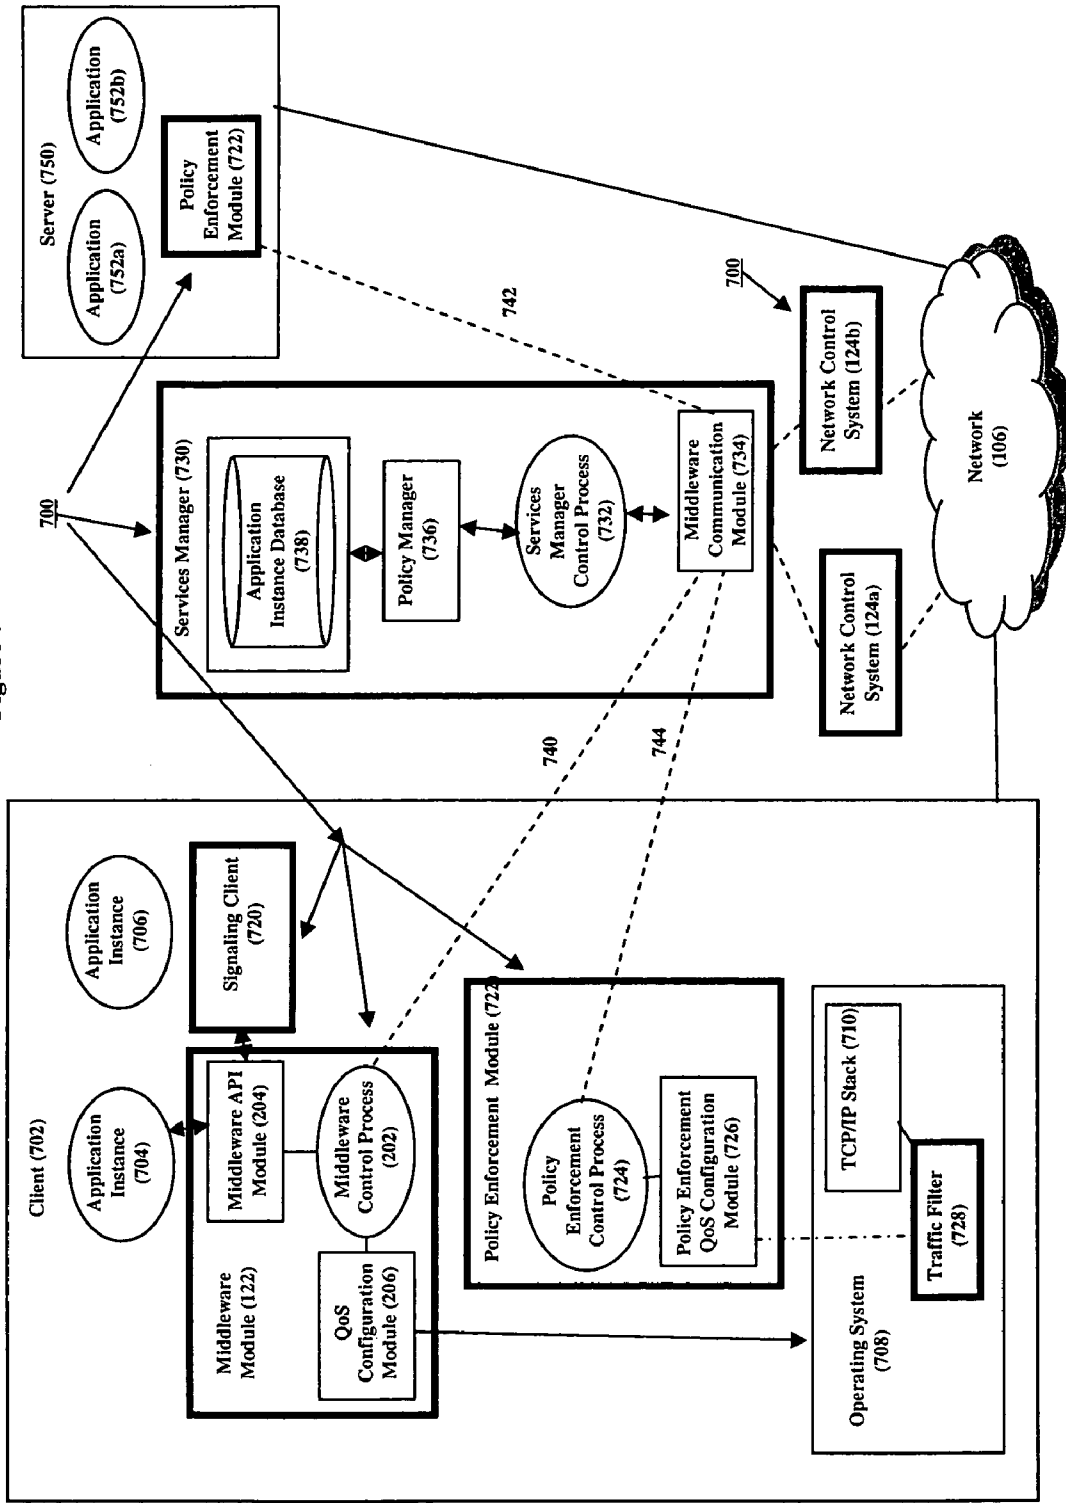 Client (702)
Application
Instance
(704)
Application
Instance
(706)
Middleware
Module (122)
Middleware API
Module (204)
Signaling Client
(720)
QoS
Configuration
Module (206)
Middleware
Control Process
(202)
Policy Enforcement Module (722)
Policy
Enforcement
Control Process
(724)
Policy Enforcement
QoS Configuration
Module (726)
Operating System
(708)
TCP/IP Stack (710)
Traffic Filter
(728)
700
740
744
Services Manager (730)
Application
Instance Database
(738)
Policy Manager
(736)
Services
Manager
Control Process
(732)
Middleware
Communication
Module (734)
742
Server (750)
Application
(752a)
Application
(752b)
Policy
Enforcement
Module (722)
700
Network Control
System (124a)
Network Control
System (124b)
Network
(106)